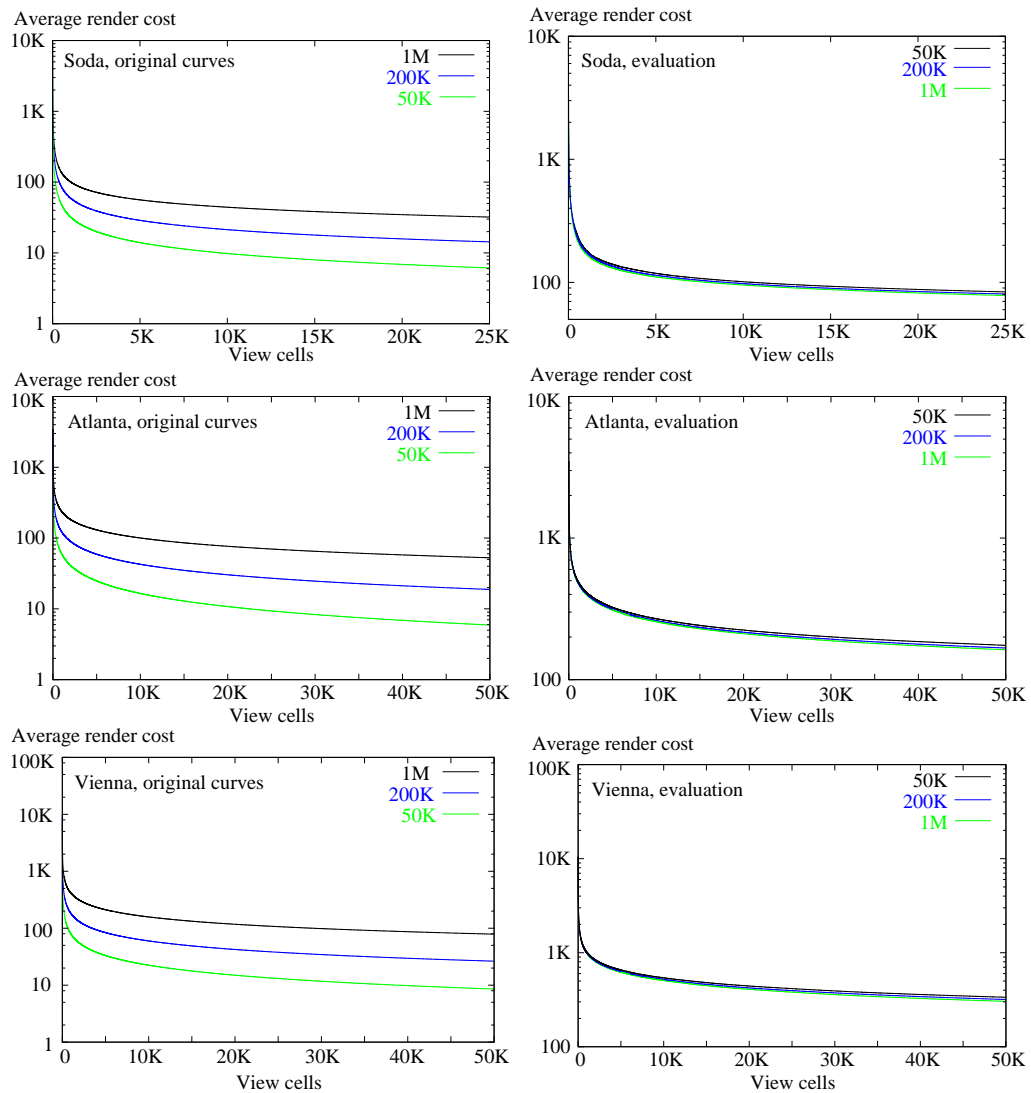 Average render cost
10K
1K
100
10
1
Soda, original curves
1M
200K
50K
0
5K
10K
15K
20K
25K
View cells
Average render cost
10K
1K
100
Soda, evaluation
50K
200K
1M
0
5K
10K
15K
20K
25K
View cells
Average render cost
10K
1K
100
10
1
Atlanta, original curves
1M
200K
50K
0
10K
20K
30K
40K
50K
View cells
Average render cost
10K
1K
100
Atlanta, evaluation
50K
200K
1M
0
10K
20K
30K
40K
50K
View cells
Average render cost
100K
10K
1K
100
10
1
Vienna, original curves
1M
200K
50K
0
10K
20K
30K
40K
50K
View cells
Average render cost
100K
10K
1K
100
Vienna, evaluation
50K
200K
1M
0
10K
20K
30K
40K
50K
View cells